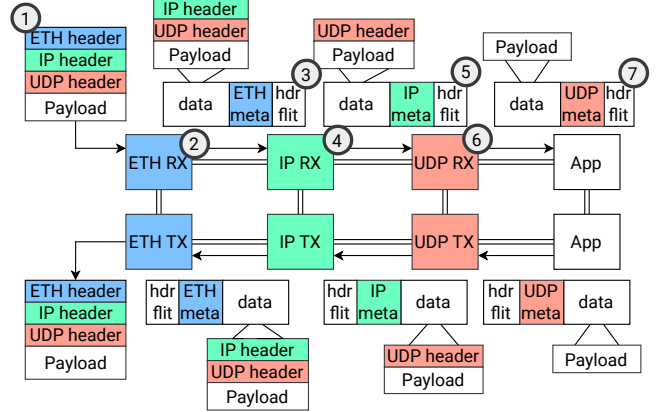 1
ETH header
IP header
UDP header
Payload
IP header
UDP header
Payload
3
data
ETH
meta
hdr
flit
UDP header
Payload
5
data
IP
meta
hdr
flit
Payload
7
data
UDP
meta
hdr
flit
2
ETH RX
4
IP RX
6
UDP RX
App
ETH TX
IP TX
UDP TX
App
ETH header
IP header
UDP header
Payload
hdr
flit
ETH
meta
data
IP header
UDP header
Payload
hdr
flit
IP
meta
data
UDP header
Payload
hdr
flit
UDP
meta
data
Payload